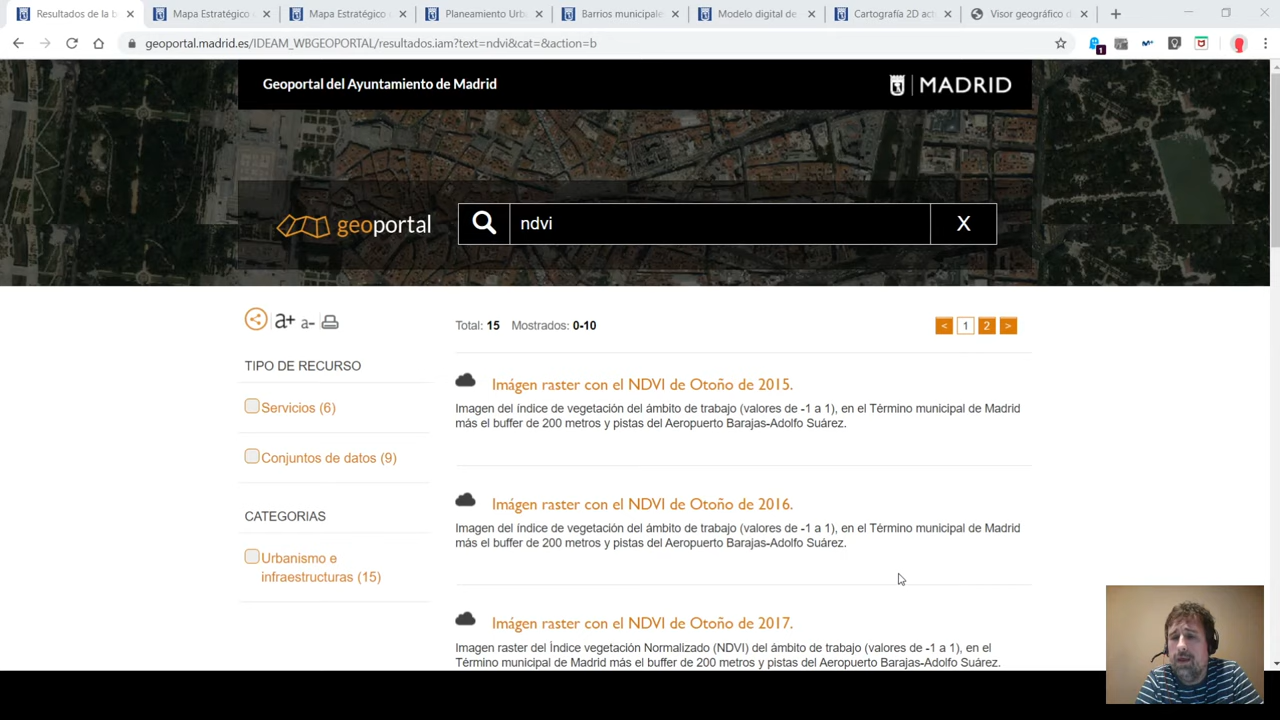 Resultados de la b
Mapa Estratégico
Mapa Estratégico
Planeamiento Urb
Barrios municipale
Modelo digital de
Cartografía 2D act
Visor geográfico d
geoportal.madrid.es/IDEAM_WBGEOPORTAL/resultados.iam?text=ndvi&cat=&action=b
1
Geoportal del Ayuntamiento de Madrid
MADRID
geoportal
ndvi
X
a+ a-
Total: 15 Mostrados: 0-10
< 1 2 >
TIPO DE RECURSO
Servicios (6)
Conjuntos de datos (9)
CATEGORIAS
Urbanismo e
infraestructuras (15)
Imágen raster con el NDVI de Otoño de 2015.
Imagen del índice de vegetación del ámbito de trabajo (valores de -1 a 1), en el Término municipal de Madrid
más el buffer de 200 metros y pistas del Aeropuerto Barajas-Adolfo Suárez.
Imágen raster con el NDVI de Otoño de 2016.
Imagen del índice de vegetación del ámbito de trabajo (valores de -1 a 1), en el Término municipal de Madrid
más el buffer de 200 metros y pistas del Aeropuerto Barajas-Adolfo Suárez.
Imágen raster con el NDVI de Otoño de 2017.
Imagen raster del Índice vegetación Normalizado (NDVI) del ámbito de trabajo (valores de -1 a 1), en el
Término municipal de Madrid más el buffer de 200 metros y pistas del Aeropuerto Barajas-Adolfo Suárez.